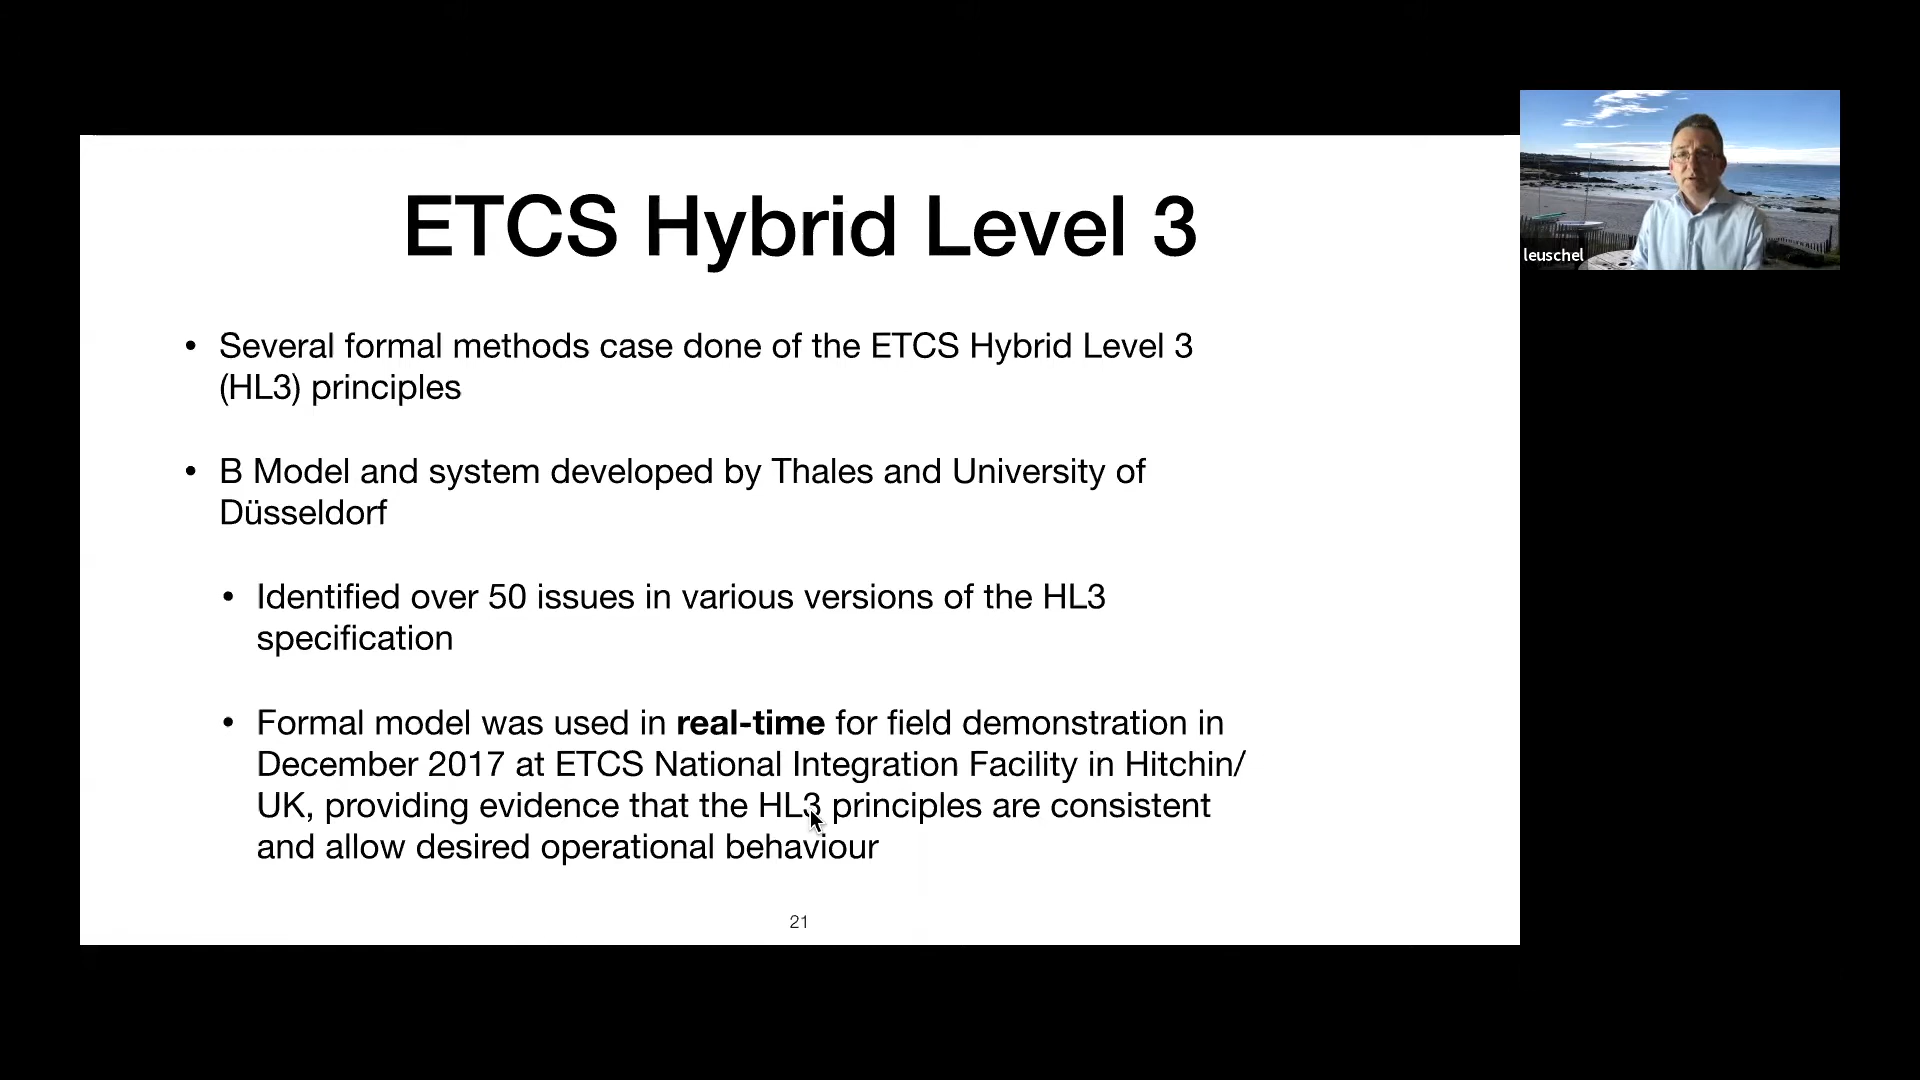 ETCS Hybrid Level 3
leuschel
• Several formal methods case done of the ETCS Hybrid Level 3
(HL3) principles
• B Model and system developed by Thales and University of
Düsseldorf
• Identified over 50 issues in various versions of the HL3
specification
• Formal model was used in real-time for field demonstration in
December 2017 at ETCS National Integration Facility in Hitchin/
UK, providing evidence that the HL3 principles are consistent
and allow desired operational behaviour
21